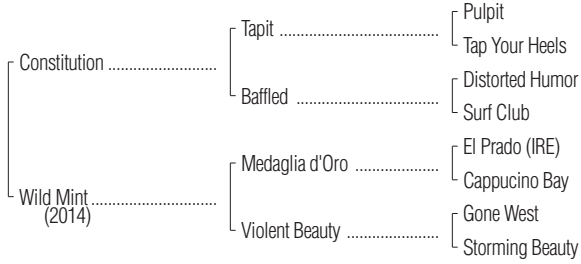 Pulpit
Tapit ............................
Tap Your Heels
Constitution ............................
Distorted Humor
Baffled ....................................
Surf Club
El Prado (IRE)
Medaglia d'Oro .....................
Cappucino Bay
Wild Mint ................................
(2014)
Gone West
Violent Beauty .......................
Storming Beauty